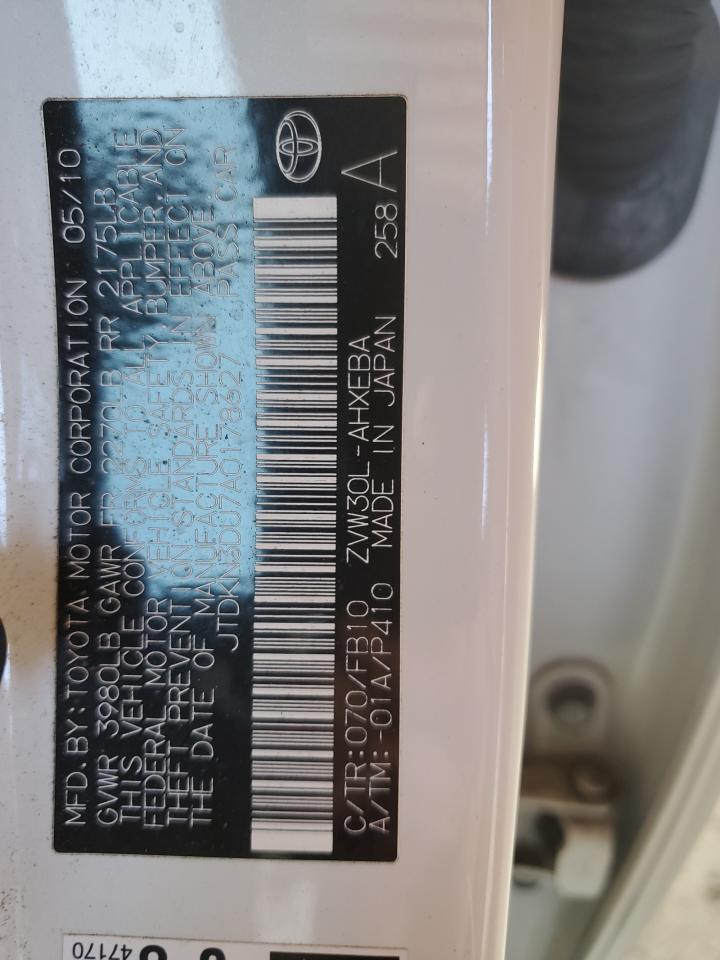 MFD.BY:TOYOTA MOTOR CORPORATION 05/10
GVWR 3980LB GAWR FR 2270LB RR 2175LB
THIS VEHICLE CONFORMS TO ALL APPLICABLE
FEDERAL MOTOR VEHICLE SAFETY, BUMPER, AND
THEFT PREVENTION STANDARDS IN EFFECT ON
THE DATE OF MANUFACTURE SHOWN ABOVE.
JTDKN3DU7A0178627 PASS CAR
C/TR:070/FB10 ZVW30L-AHXEBA 258A
A/TM:-01A/P410 MADE IN JAPAN
47170